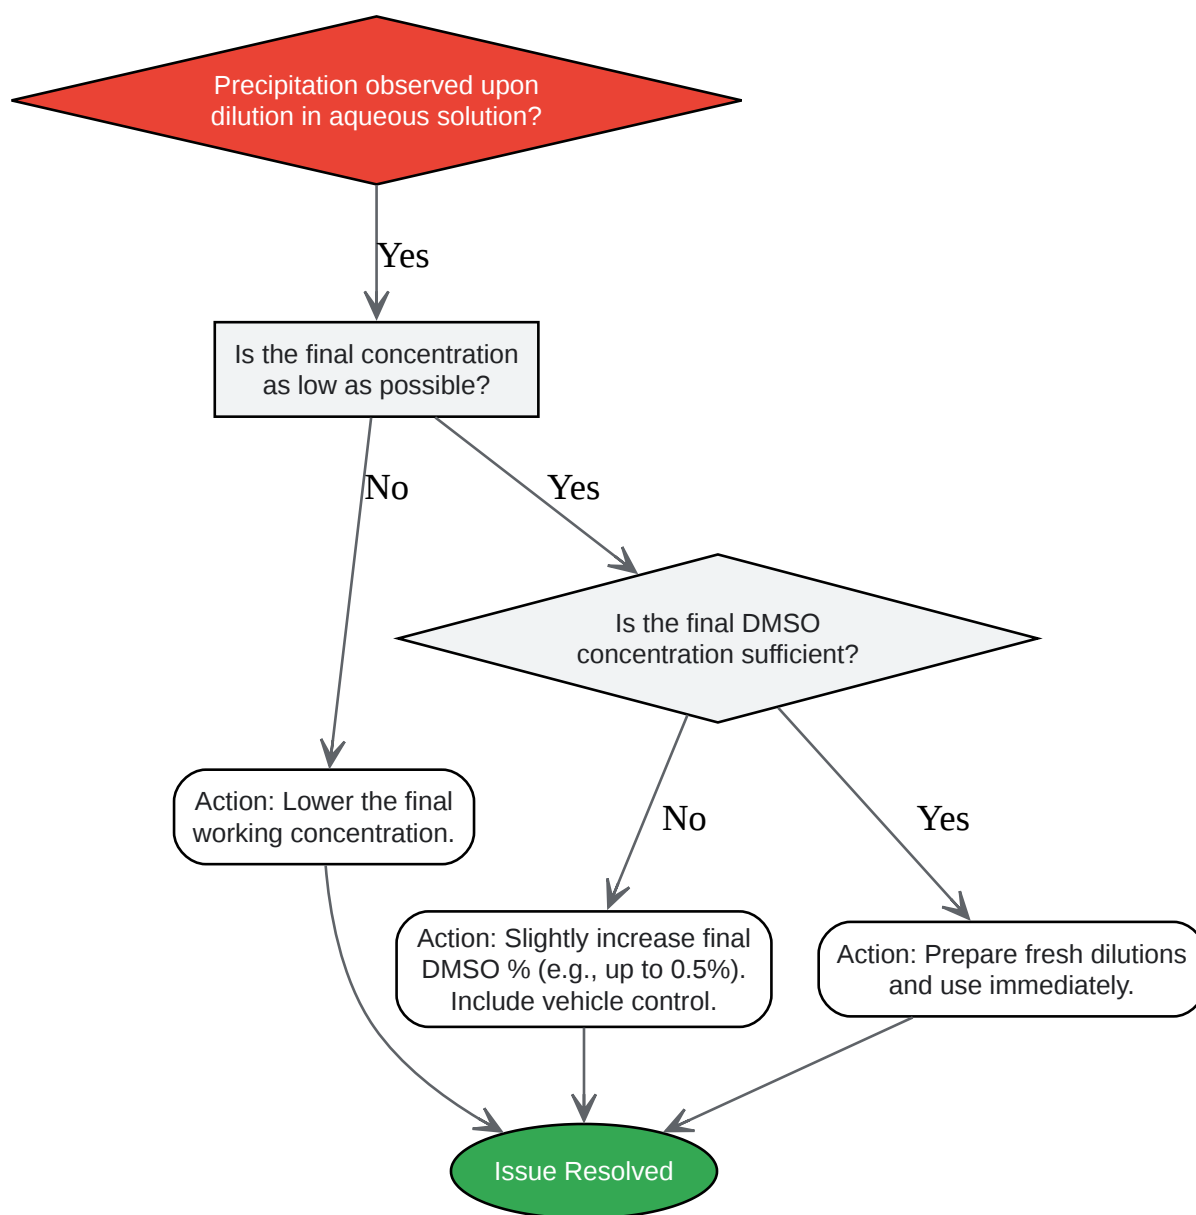 Precipitation observed upon
dilution in aqueous solution?
Yes
Is the final concentration
as low as possible?
No
Yes
Is the final DMSO
concentration sufficient?
Action: Lower the final
working concentration.
No
Yes
Action: Slightly increase final
DMSO % (e.g., up to 0.5%).
Include vehicle control.
Action: Prepare fresh dilutions
and use immediately.
Issue Resolved